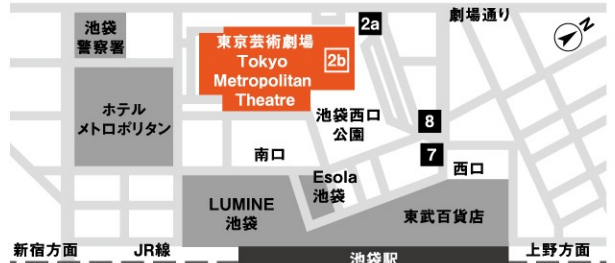 劇場通り
2a
N
池袋
警察署
東京芸術劇場
Tokyo
Metropolitan
Theatre
2b
ホテル
メトロポリタン
池袋西口
公園
8
7
南口
西口
Esola
池袋
LUMINE
池袋
東武百貨店
新宿方面
JR線
池袋駅
上野方面